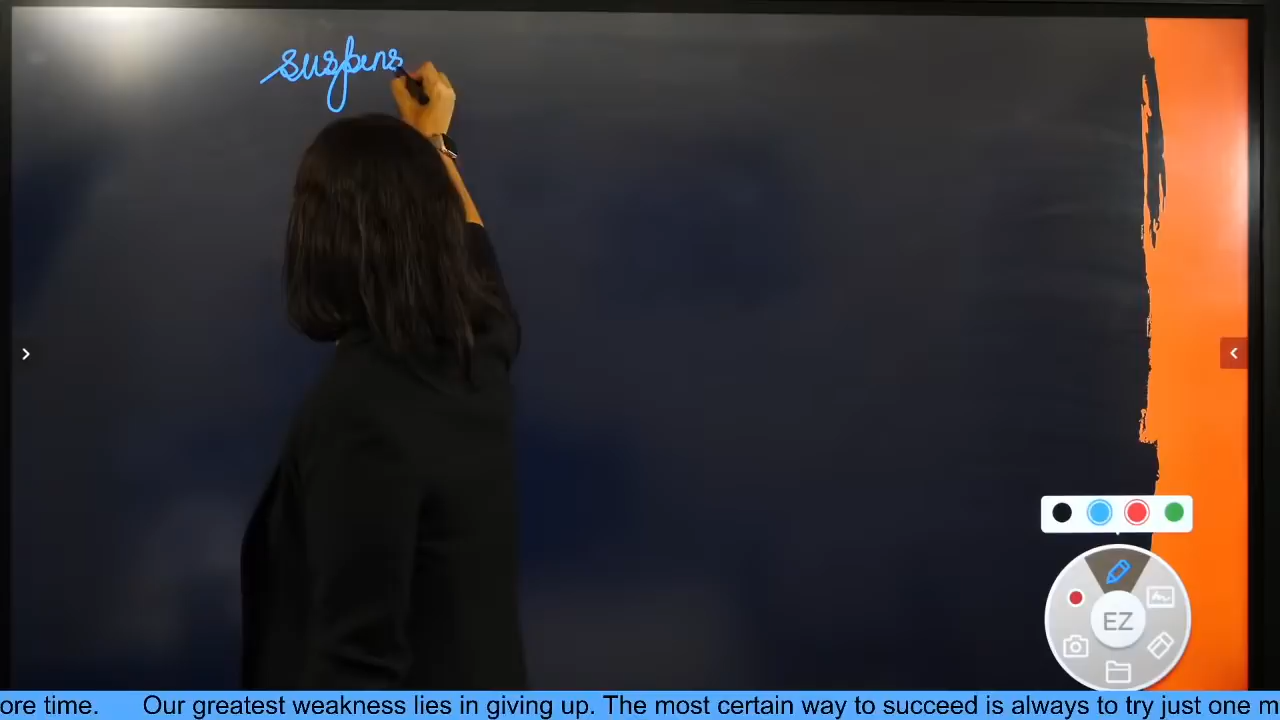 suspens
EZ
ore time. Our greatest weakness lies in giving up. The most certain way to succeed is always to try just one m